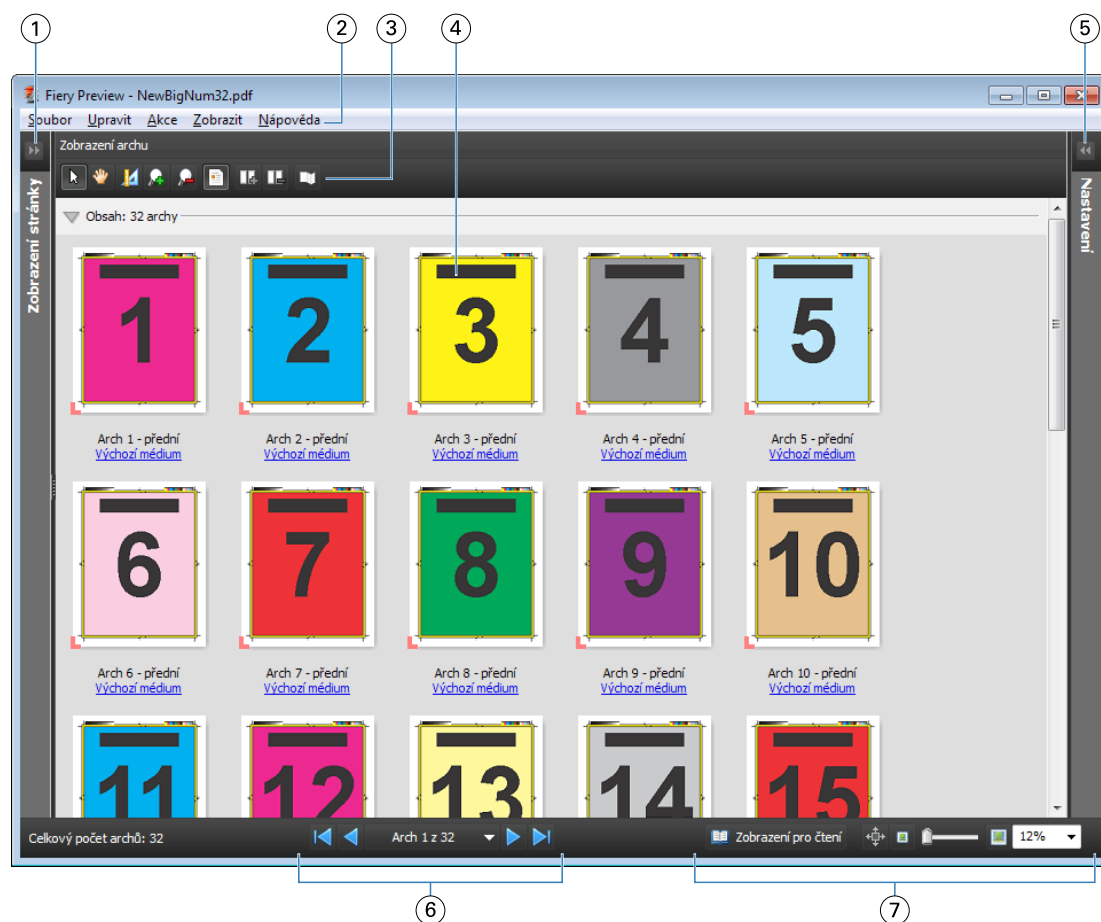 1 2 3 4 5
Fiery Preview - NewBigNum32.pdf
Soubor Upravit Akce Zobrazit Nápověda
Zobrazení archu
Zobrazení stránky
Nastavení
Obsah: 32 archy
1 2 3 4 5
Arch 1 - přední Arch 2 - přední Arch 3 - přední Arch 4 - přední Arch 5 - přední
Výchozí médium Výchozí médium Výchozí médium Výchozí médium Výchozí médium
6 7 8 9 10
Arch 6 - přední Arch 7 - přední Arch 8 - přední Arch 9 - přední Arch 10 - přední
Výchozí médium Výchozí médium Výchozí médium Výchozí médium Výchozí médium
11 12 13 14 15
Celkový počet archů: 32 Arch 1 z 32 Zobrazení pro čtení 12%
6 7